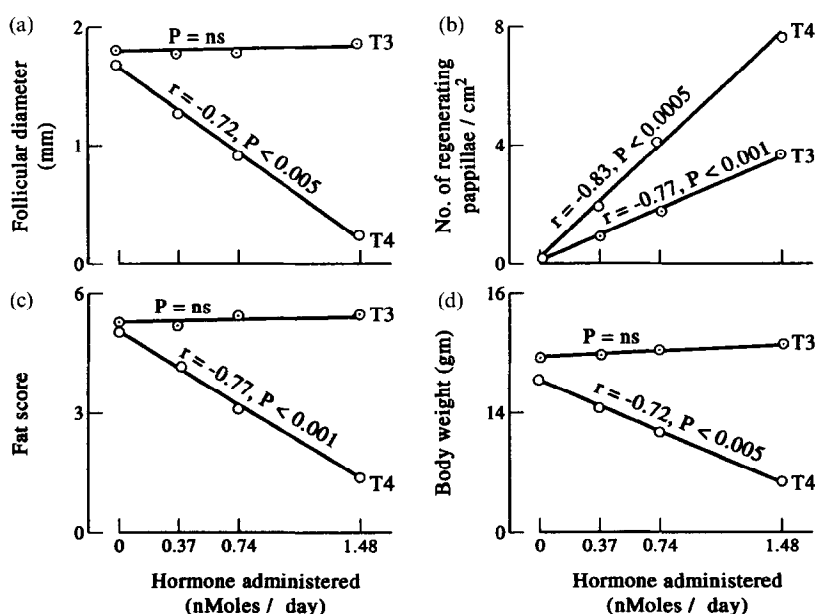 (a)
2
1
0
Follicular diameter
(mm)
P = ns
T3
r = -0.72, P < 0.005
T4
(b)
8
4
0
No. of regenerating
pappillae / cm²
T4
r = -0.83, P < 0.0005
r = -0.77, P < 0.001
T3
(c)
6
3
0
Fat score
P = ns
T3
r = -0.77, P < 0.001
T4
0 0.37 0.74 1.48
Hormone administered
(nMoles / day)
(d)
16
14
0
Body weight (gm)
P = ns
T3
r = -0.72, P < 0.005
T4
0 0.37 0.74 1.48
Hormone administered
(nMoles / day)